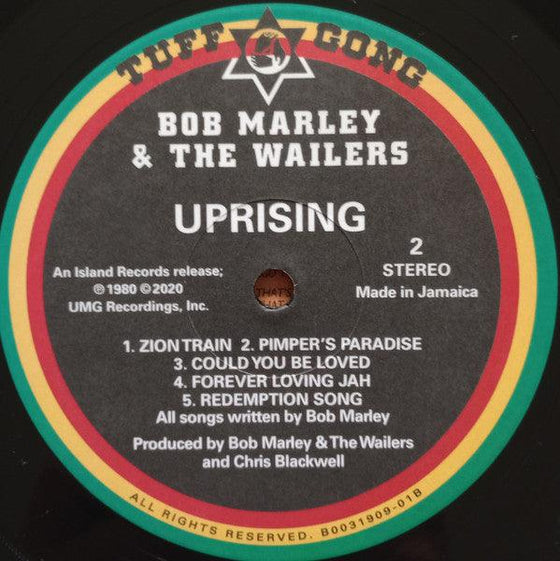 TUFF GONG
BOB MARLEY
& THE WAILERS
UPRISING
An Island Records release;
℗ 1980 © 2020
UMG Recordings, Inc.
2
STEREO
Made in Jamaica
THAT'S
1. ZION TRAIN 2. PIMPER'S PARADISE
3. COULD YOU BE LOVED
4. FOREVER LOVING JAH
5. REDEMPTION SONG
All songs written by Bob Marley
Produced by Bob Marley & The Wailers
and Chris Blackwell
ALL RIGHTS RESERVED. B0031909-01B